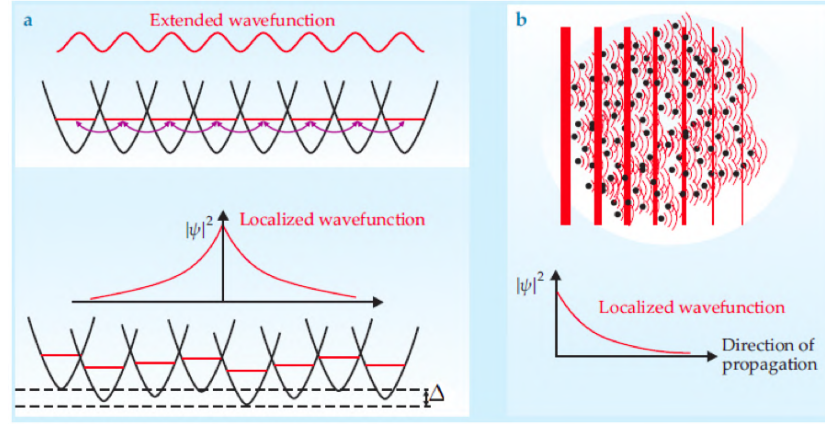 a
Extended wavefunction
|ψ|²
Localized wavefunction
Δ
b
|ψ|²
Localized wavefunction
Direction of
propagation